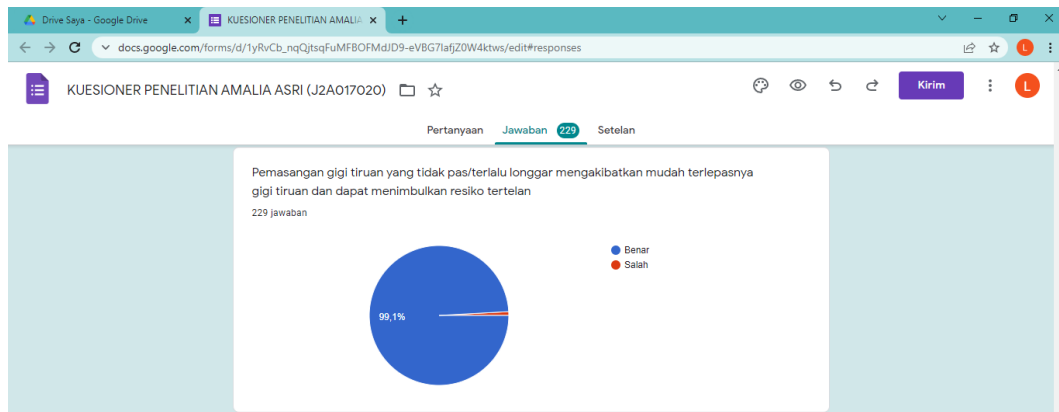 Drive Saya - Google Drive
KUESIONER PENELITIAN AMALIA
docs.google.com/forms/d/1yRvCb_nqQjtsqFuMFBOFMdJD9-eVBG7lafjZ0W4ktws/edit#responses
L
KUESIONER PENELITIAN AMALIA ASRI (J2A017020)
Kirim
L
Pertanyaan Jawaban 229 Setelan
Pemasangan gigi tiruan yang tidak pas/terlalu longgar mengakibatkan mudah terlepasnya
gigi tiruan dan dapat menimbulkan resiko tertelan
229 jawaban
Benar
Salah
99,1%